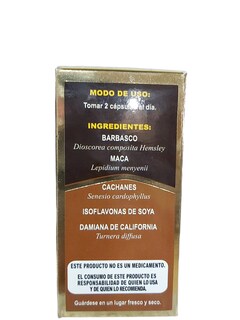 MODO DE USO:
Tomar 2 cápsulas al día.
INGREDIENTES:
BARBASCO
Dioscorea composita Hemsley
MACA
Lepidium menyenii
CACHANES
Senesio cardophyllus
ISOFLAVONAS DE SOYA
DAMIANA DE CALIFORNIA
Turnera diffusa
ESTE PRODUCTO NO ES UN MEDICAMENTO.
EL CONSUMO DE ESTE PRODUCTO ES
RESPONSABILIDAD DE QUIEN LO USA
Y DE QUIEN LO RECOMIENDA.
Guárdese en un lugar fresco y seco.